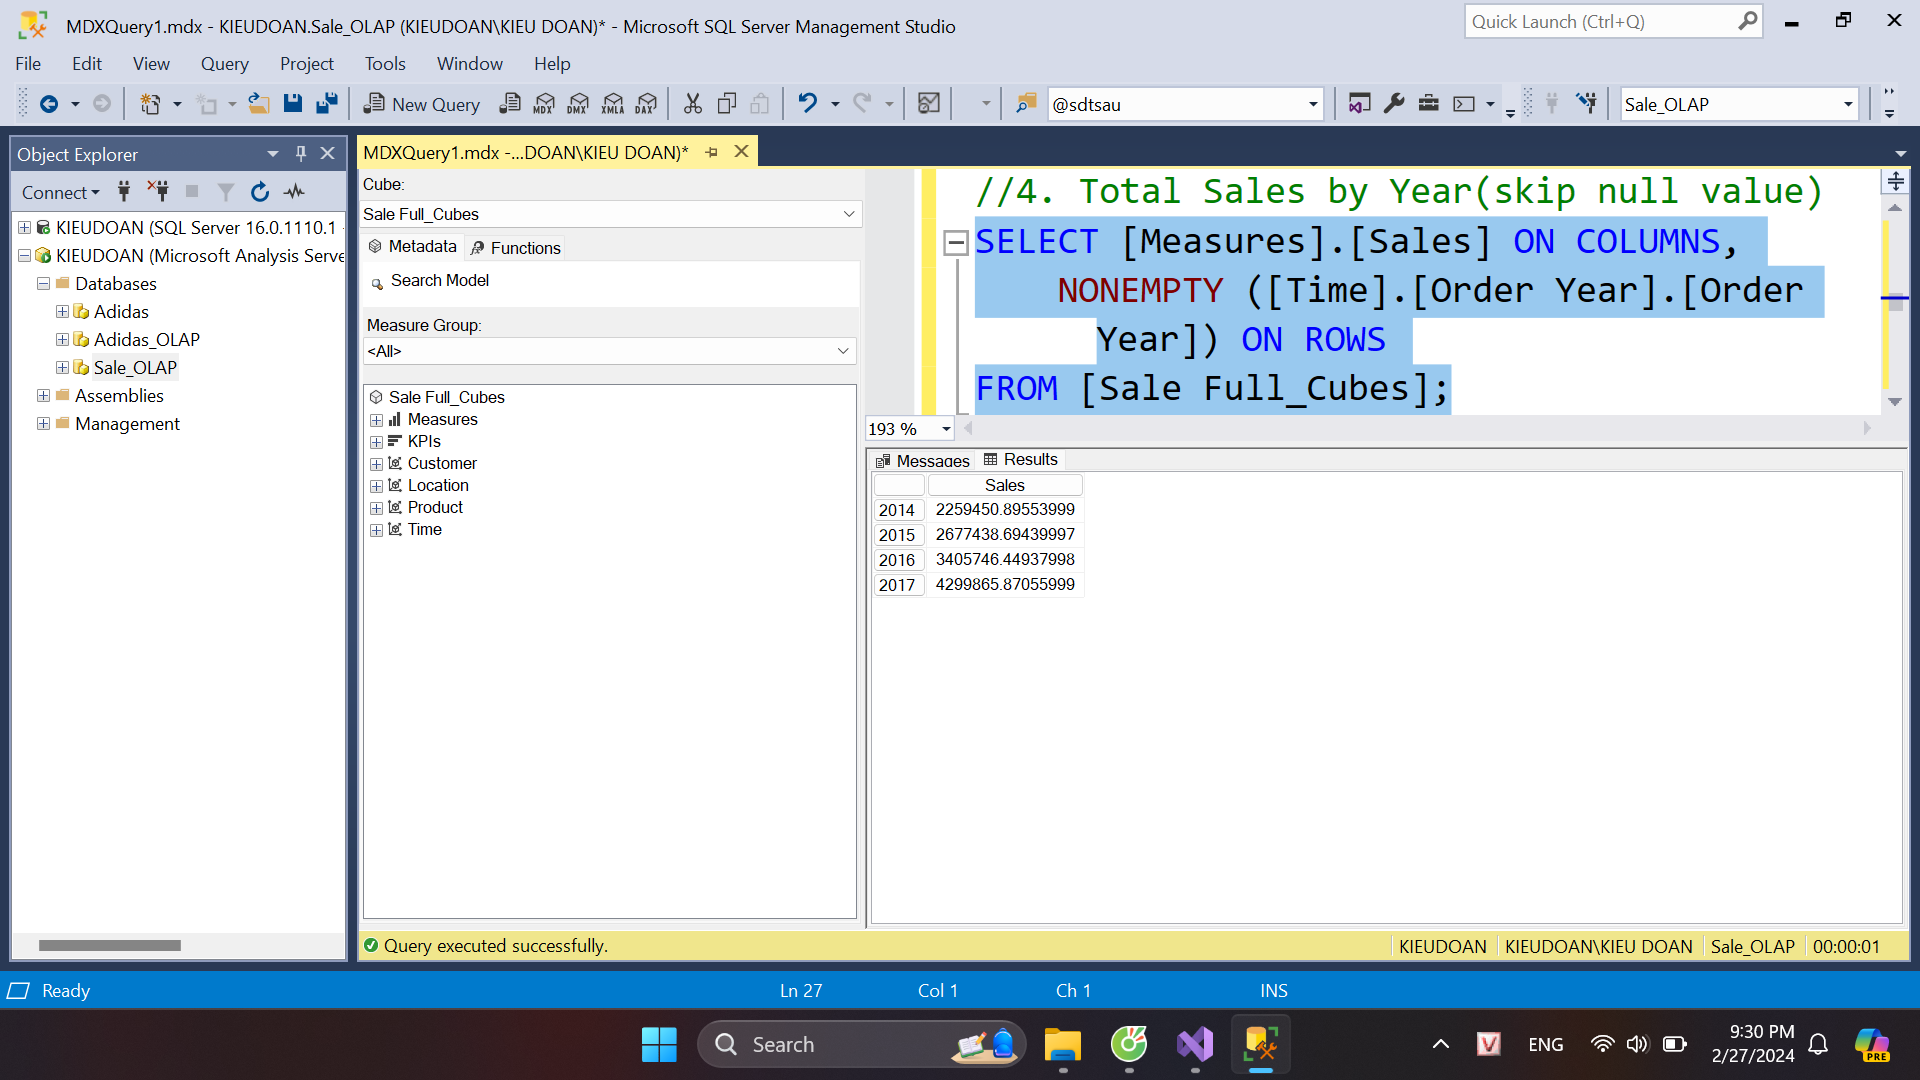 MDXQuery1.mdx - KIEUDOAN.Sale_OLAP (KIEUDOAN\KIEU DOAN)* - Microsoft SQL Server Management Studio
Quick Launch (Ctrl+Q)
File Edit View Query Project Tools Window Help
New Query MDX DMX XMLA DAX @sdtsau Sale_OLAP
Object Explorer
Connect
KIEUDOAN (SQL Server 16.0.1110.1 -
KIEUDOAN (Microsoft Analysis Serve
Databases
Adidas
Adidas_OLAP
Sale_OLAP
Assemblies
Management
MDXQuery1.mdx -...DOAN\KIEU DOAN)*
Cube:
Sale Full_Cubes
Metadata Functions
Search Model
Measure Group:
<All>
Sale Full_Cubes
Measures
KPIs
Customer
Location
Product
Time
//4. Total Sales by Year(skip null value)
SELECT [Measures].[Sales] ON COLUMNS,
NONEMPTY ([Time].[Order Year].[Order
Year]) ON ROWS
FROM [Sale Full_Cubes];
193 %
Messages Results
Sales
2014 2259450.89553999
2015 2677438.69439997
2016 3405746.44937998
2017 4299865.87055999
Query executed successfully.
KIEUDOAN KIEUDOAN\KIEU DOAN Sale_OLAP 00:00:01
Ready Ln 27 Col 1 Ch 1 INS
Search
V ENG 9:30 PM
2/27/2024
PRE